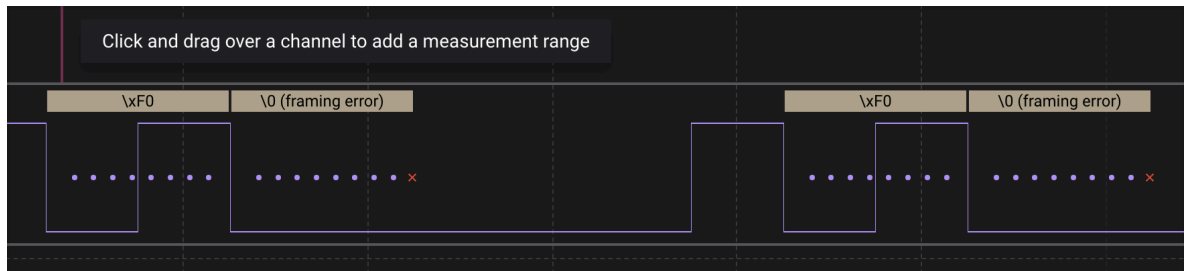 Click and drag over a channel to add a measurement range
\xF0 \0 (framing error) \xF0 \0 (framing error)